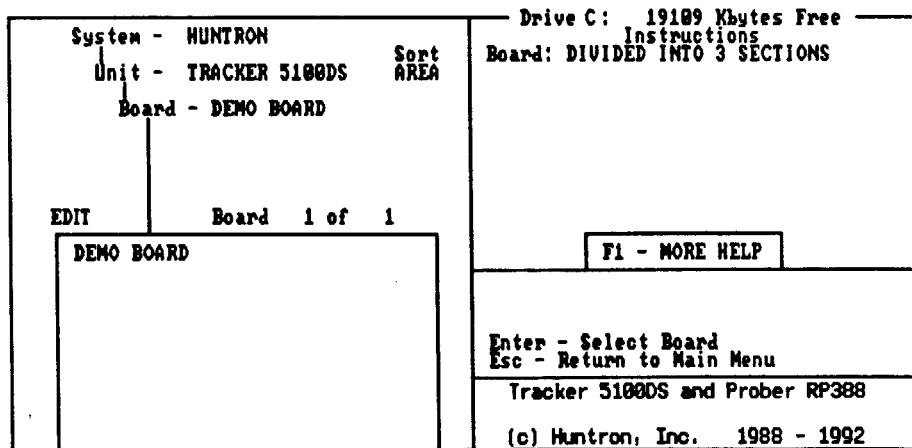 System - HUNTRON
Sort
Unit - TRACKER 5100DS AREA
Board - DEMO BOARD
EDIT Board 1 of 1
DEMO BOARD
Drive C: 19109 Kbytes Free
Instructions
Board: DIVIDED INTO 3 SECTIONS
F1 - MORE HELP
Enter - Select Board
Esc - Return to Main Menu
Tracker 5100DS and Prober RP388
(c) Huntron, Inc. 1988 - 1992